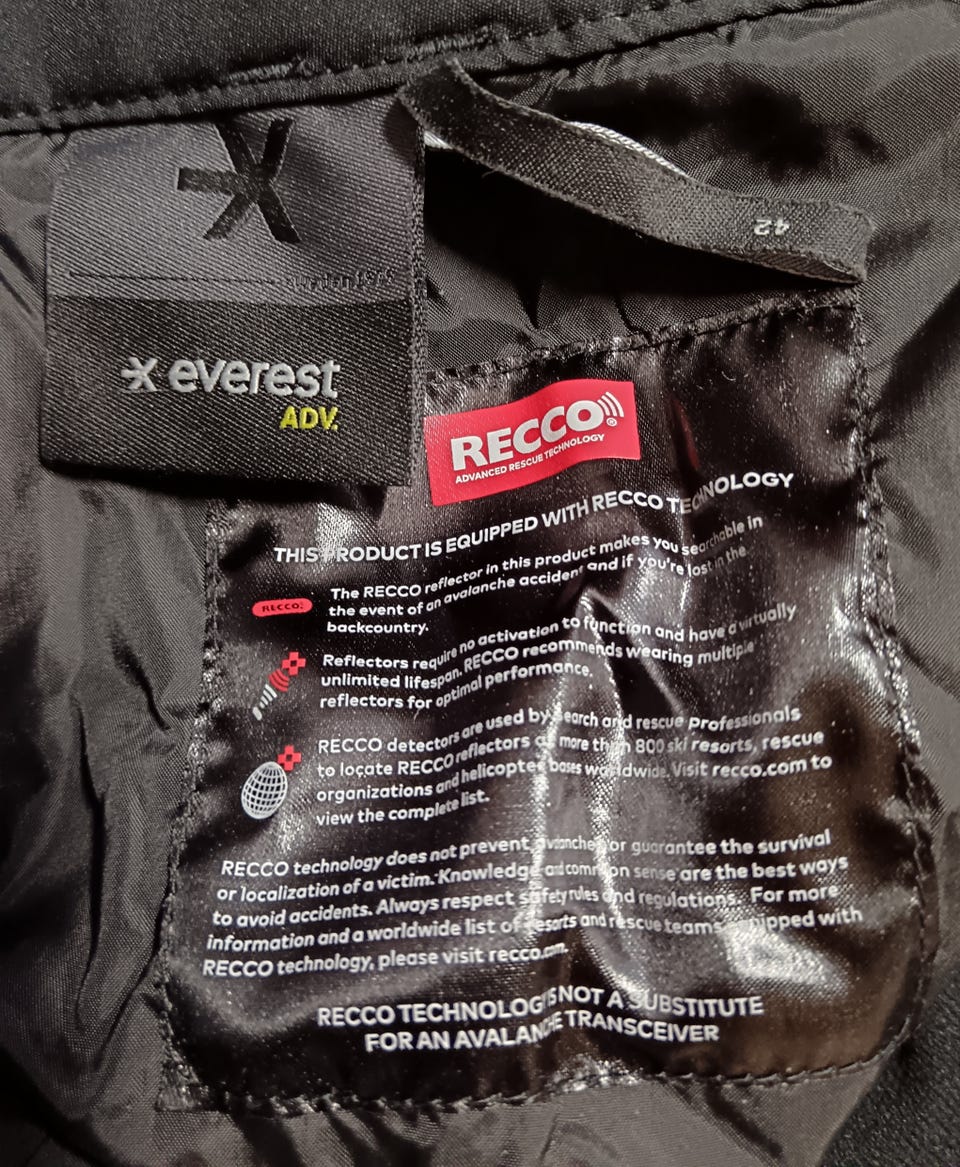 42
everest
ADV.
RECCO®
ADVANCED RESCUE TECHNOLOGY
THIS PRODUCT IS EQUIPPED WITH RECCO TECHNOLOGY
RECCO®
The RECCO reflector in this product makes you searchable in
the event of an avalanche accident and if you're lost in the
backcountry.
Reflectors require no activation to function and have a virtually
unlimited lifespan. RECCO recommends wearing multiple
reflectors for optimal performance.
RECCO detectors are used by search and rescue professionals
to locate RECCO reflectors at more than 800 ski resorts, rescue
organizations and helicopter bases worldwide. Visit recco.com to
view the complete list.
RECCO technology does not prevent avalanches or guarantee the survival
or localization of a victim. Knowledge and common sense are the best ways
to avoid accidents. Always respect safety rules and regulations. For more
information and a worldwide list of resorts and rescue teams equipped with
RECCO technology, please visit recco.com.
RECCO TECHNOLOGY IS NOT A SUBSTITUTE
FOR AN AVALANCHE TRANSCEIVER